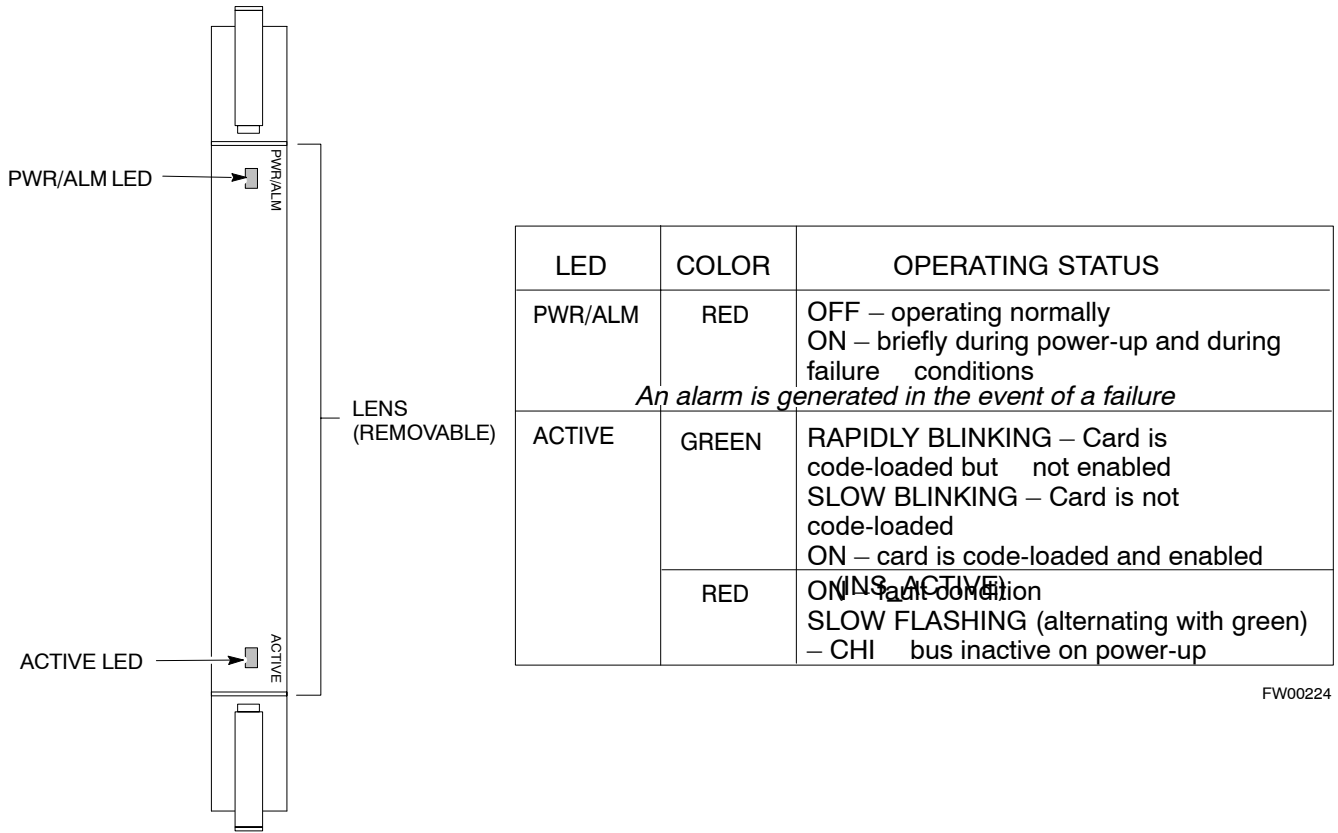 PWR/ALM LED
PWR/ALM
LENS
(REMOVABLE)
ACTIVE LED
ACTIVE
LED COLOR OPERATING STATUS
PWR/ALM RED OFF – operating normally
ON – briefly during power-up and during
failure conditions
An alarm is generated in the event of a failure
ACTIVE GREEN RAPIDLY BLINKING – Card is
code-loaded but not enabled
SLOW BLINKING – Card is not
code-loaded
ON – card is code-loaded and enabled
(INS_ACTIVE)
RED ON – fault condition
SLOW FLASHING (alternating with green)
– CHI bus inactive on power-up
FW00224